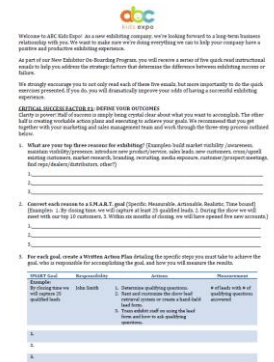 abc
kids expo
Welcome to ABC Kids Expo! As a new exhibiting company, we're looking forward to a long-term business
relationship with you. We want to make sure we're doing everything we can to help your company have a
positive and productive exhibiting experience.
As part of our New Exhibitor On-Boarding Program, you will receive a series of five quick read instructional
emails to help you address the strategic factors that determine the difference between exhibiting success or
failure.
We strongly encourage you to not only read each of these five emails, but more importantly to do the quick
exercises presented. If you do, you will dramatically improve your odds of having a successful exhibiting
experience.
CRITICAL SUCCESS FACTOR #1: DEFINE YOUR OUTCOMES
Clarity is power! Half of success is simply being crystal clear about what you want to accomplish. The other
half is creating workable action plans and executing to achieve your goals. We recommend that you get
together with your marketing and sales management team and work through the three-step process outlined
below.
1. What are your top three reasons for exhibiting? (Examples: build market visibility /awareness,
maintain visibility/presence, introduce new product/service, sales leads, new customers, cross/upsell
existing customers, market research, branding, recruiting, media exposure, customer/prospect meetings,
find reps/dealers/distributors, other?)
1.
2.
3.
2. Convert each reason to a S.M.A.R.T. goal (Specific, Measurable, Actionable, Realistic, Time bound)
(Examples: 1. By closing time, we will capture at least 25 qualified leads. 2. During the show we will
meet with our top 10 customers. 3. Within six months of closing, we will have opened five new accounts.)
1.
2.
3.
3. For each goal, create a Written Action Plan detailing the specific steps you must take to achieve the
goal, who is responsible for accomplishing the goal, and how you will measure the results.
SMART Goal Responsibility Actions Measurement
Example:
By closing time we will capture 25 qualified leads
John Smith
1. Determine qualifying questions.
2. Rent and customize the show lead
retrieval system or create a hand-held
lead form.
3. Train exhibit staff on using the lead
form and how to ask qualifying
questions.
# of leads with # of
qualifying questions
answered
1.
2.
3.